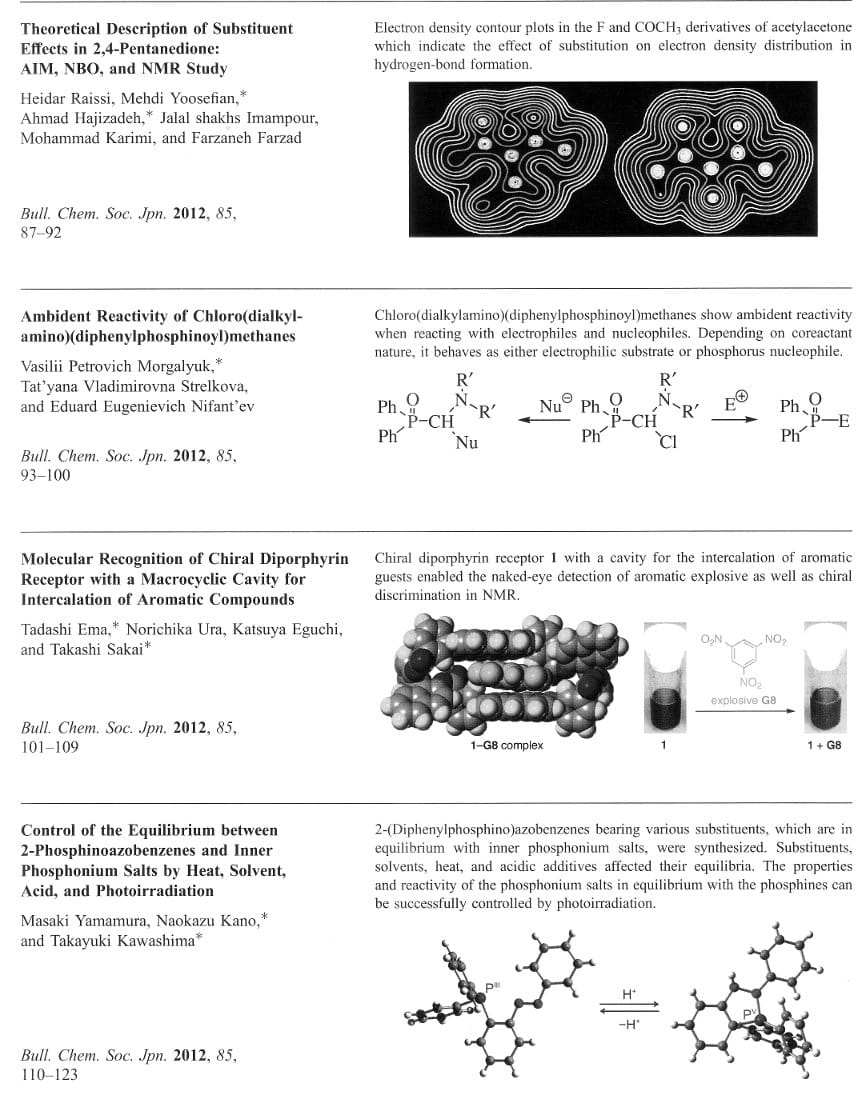 Theoretical Description of Substituent
Effects in 2,4-Pentanedione:
AIM, NBO, and NMR Study
Heidar Raissi, Mehdi Yoosefian,*
Ahmad Hajizadeh,* Jalal shakhs Imampour,
Mohammad Karimi, and Farzaneh Farzad
Bull. Chem. Soc. Jpn. 2012, 85,
87–92
Electron density contour plots in the F and COCH₃ derivatives of acetylacetone
which indicate the effect of substitution on electron density distribution in
hydrogen-bond formation.
Ambident Reactivity of Chloro(dialkyl-
amino)(diphenylphosphinoyl)methanes
Vasilii Petrovich Morgalyuk,*
Tat'yana Vladimirovna Strelkova,
and Eduard Eugenievich Nifant'ev
Bull. Chem. Soc. Jpn. 2012, 85,
93–100
Chloro(dialkylamino)(diphenylphosphinoyl)methanes show ambident reactivity
when reacting with electrophiles and nucleophiles. Depending on coreactant
nature, it behaves as either electrophilic substrate or phosphorus nucleophile.
R′ R′
Ph O N R′ Nu⊖ Ph O N R′ E⊕ Ph O
P–CH P–CH P–E
Ph Nu Ph Cl Ph
Molecular Recognition of Chiral Diporphyrin
Receptor with a Macrocyclic Cavity for
Intercalation of Aromatic Compounds
Tadashi Ema,* Norichika Ura, Katsuya Eguchi,
and Takashi Sakai*
Bull. Chem. Soc. Jpn. 2012, 85,
101–109
Chiral diporphyrin receptor 1 with a cavity for the intercalation of aromatic
guests enabled the naked-eye detection of aromatic explosive as well as chiral
discrimination in NMR.
O₂N NO₂
NO₂
explosive G8
1–G8 complex 1 1 + G8
Control of the Equilibrium between
2-Phosphinoazobenzenes and Inner
Phosphonium Salts by Heat, Solvent,
Acid, and Photoirradiation
Masaki Yamamura, Naokazu Kano,*
and Takayuki Kawashima*
Bull. Chem. Soc. Jpn. 2012, 85,
110–123
2-(Diphenylphosphino)azobenzenes bearing various substituents, which are in
equilibrium with inner phosphonium salts, were synthesized. Substituents,
solvents, heat, and acidic additives affected their equilibria. The properties
and reactivity of the phosphonium salts in equilibrium with the phosphines can
be successfully controlled by photoirradiation.
Pᴵᴵᴵ H⁺ Pⱽ
–H⁺